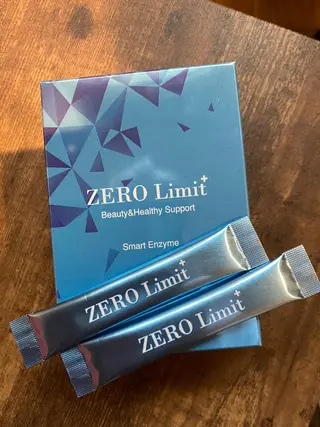 ZERO Limit+
Beauty&Healthy Support
Smart Enzyme
ZERO Limit+
ZERO Limit+